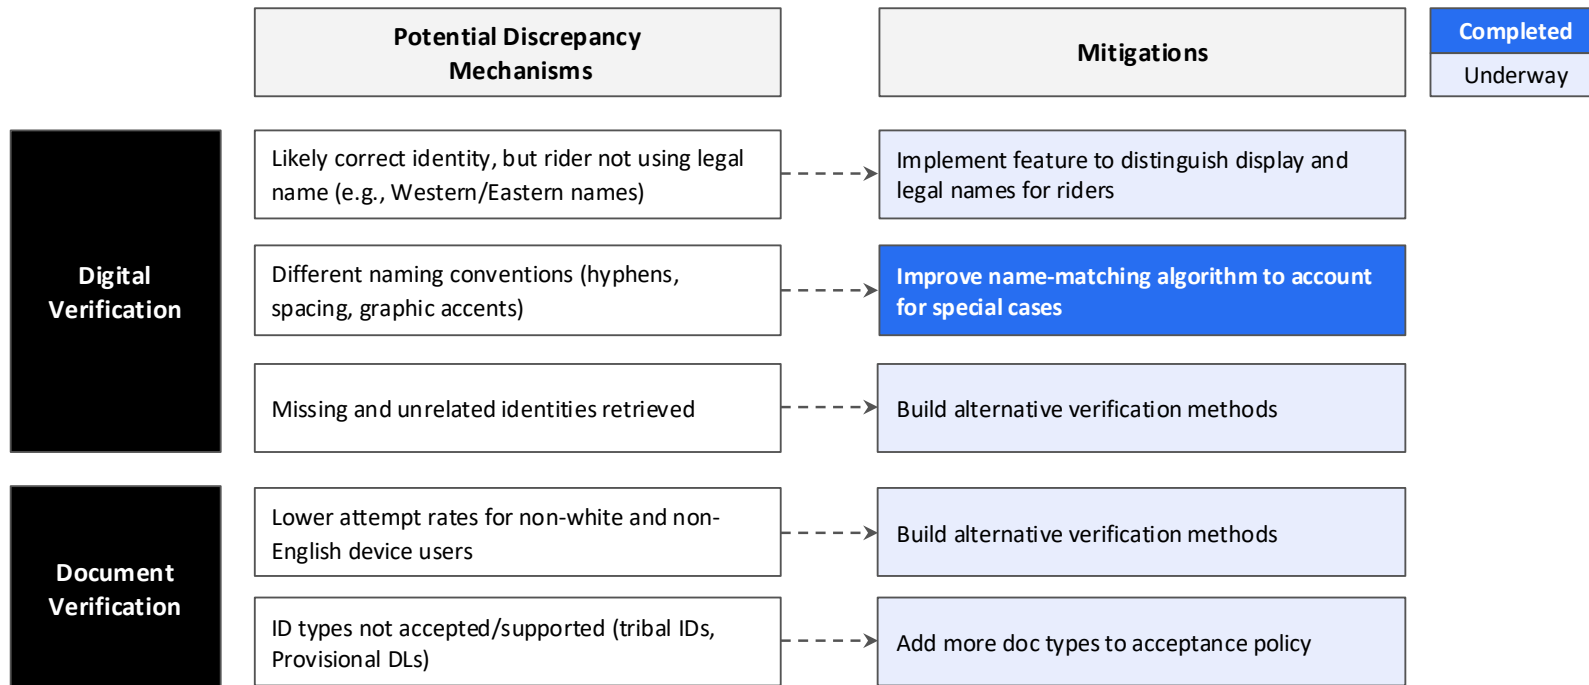 Potential Discrepancy
Mechanisms
Mitigations
Completed
Underway
Digital
Verification
Likely correct identity, but rider not using legal
name (e.g., Western/Eastern names)
Implement feature to distinguish display and
legal names for riders
Different naming conventions (hyphens,
spacing, graphic accents)
Improve name-matching algorithm to account
for special cases
Missing and unrelated identities retrieved
Build alternative verification methods
Document
Verification
Lower attempt rates for non-white and non-
English device users
Build alternative verification methods
ID types not accepted/supported (tribal IDs,
Provisional DLs)
Add more doc types to acceptance policy